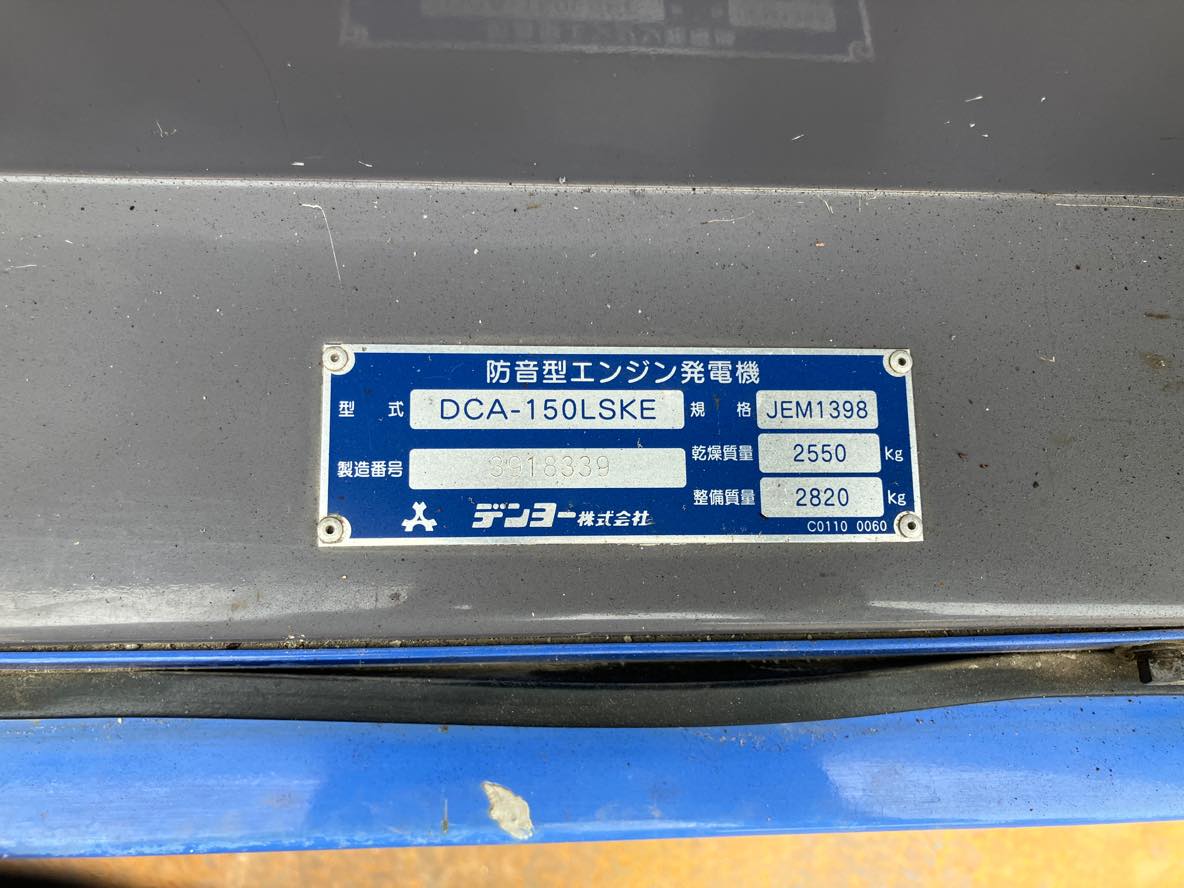 防音型エンジン発電機
型式 DCA-150LSKE 規格 JEM1398
製造番号 3918339 乾燥質量 2550 kg
整備質量 2820 kg
デンヨー株式会社 C0110 0060